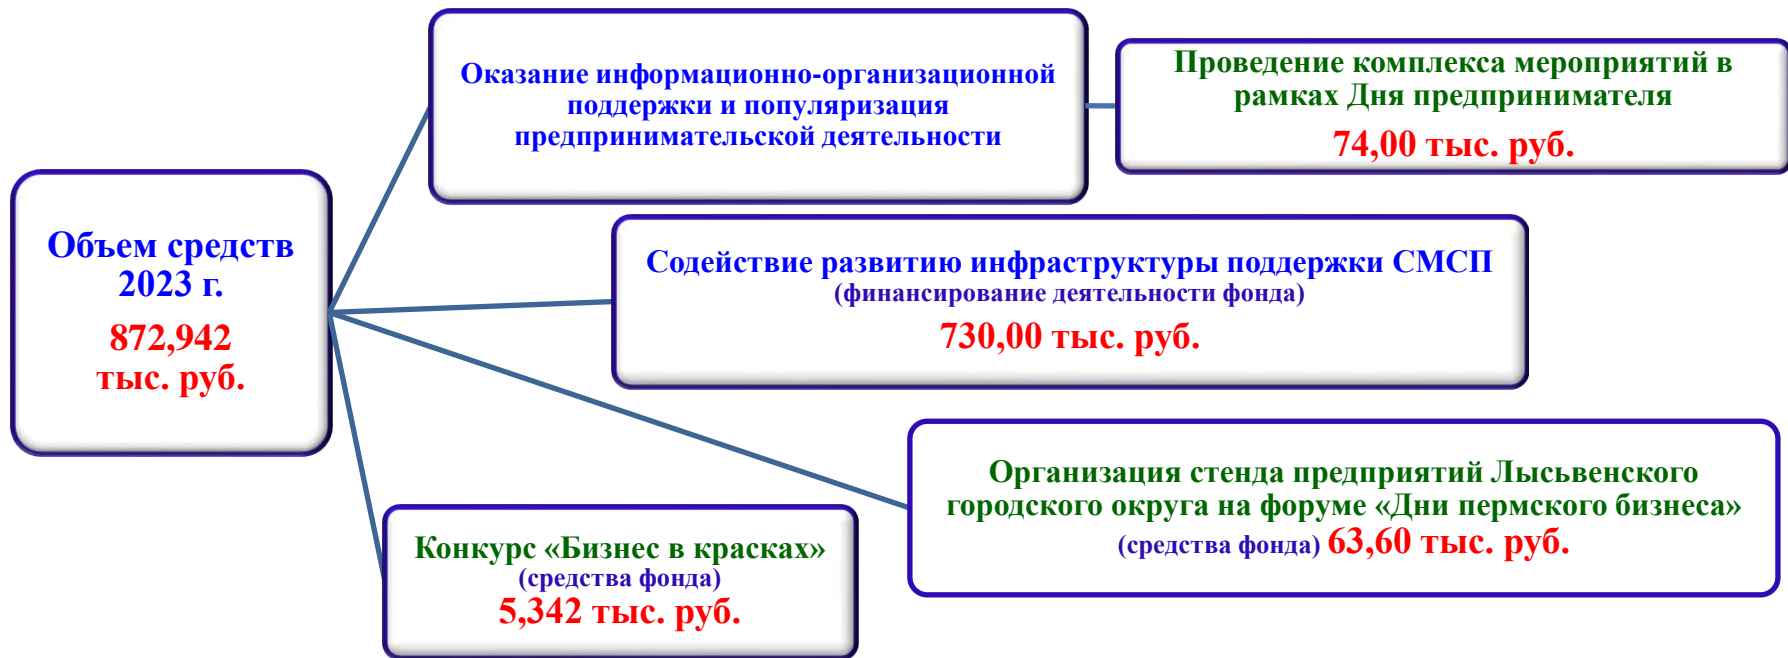 Оказание информационно-организационной
поддержки и популяризация
предпринимательской деятельности
Проведение комплекса мероприятий в
рамках Дня предпринимателя
74,00 тыс. руб.
Объем средств
2023 г.
872,942
тыс. руб.
Содействие развитию инфраструктуры поддержки СМСП
(финансирование деятельности фонда)
730,00 тыс. руб.
Организация стенда предприятий Лысьвенского
городского округа на форуме «Дни пермского бизнеса»
(средства фонда) 63,60 тыс. руб.
Конкурс «Бизнес в красках»
(средства фонда)
5,342 тыс. руб.